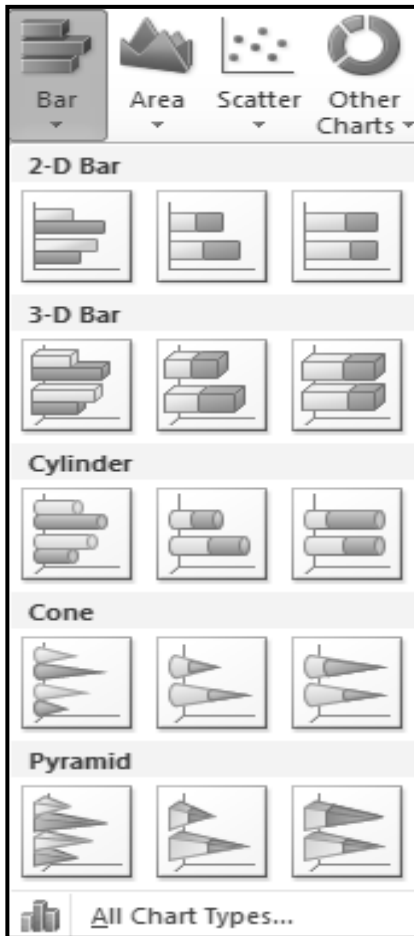 Bar Area Scatter Other
Charts
2-D Bar
3-D Bar
Cylinder
Cone
Pyramid
All Chart Types...